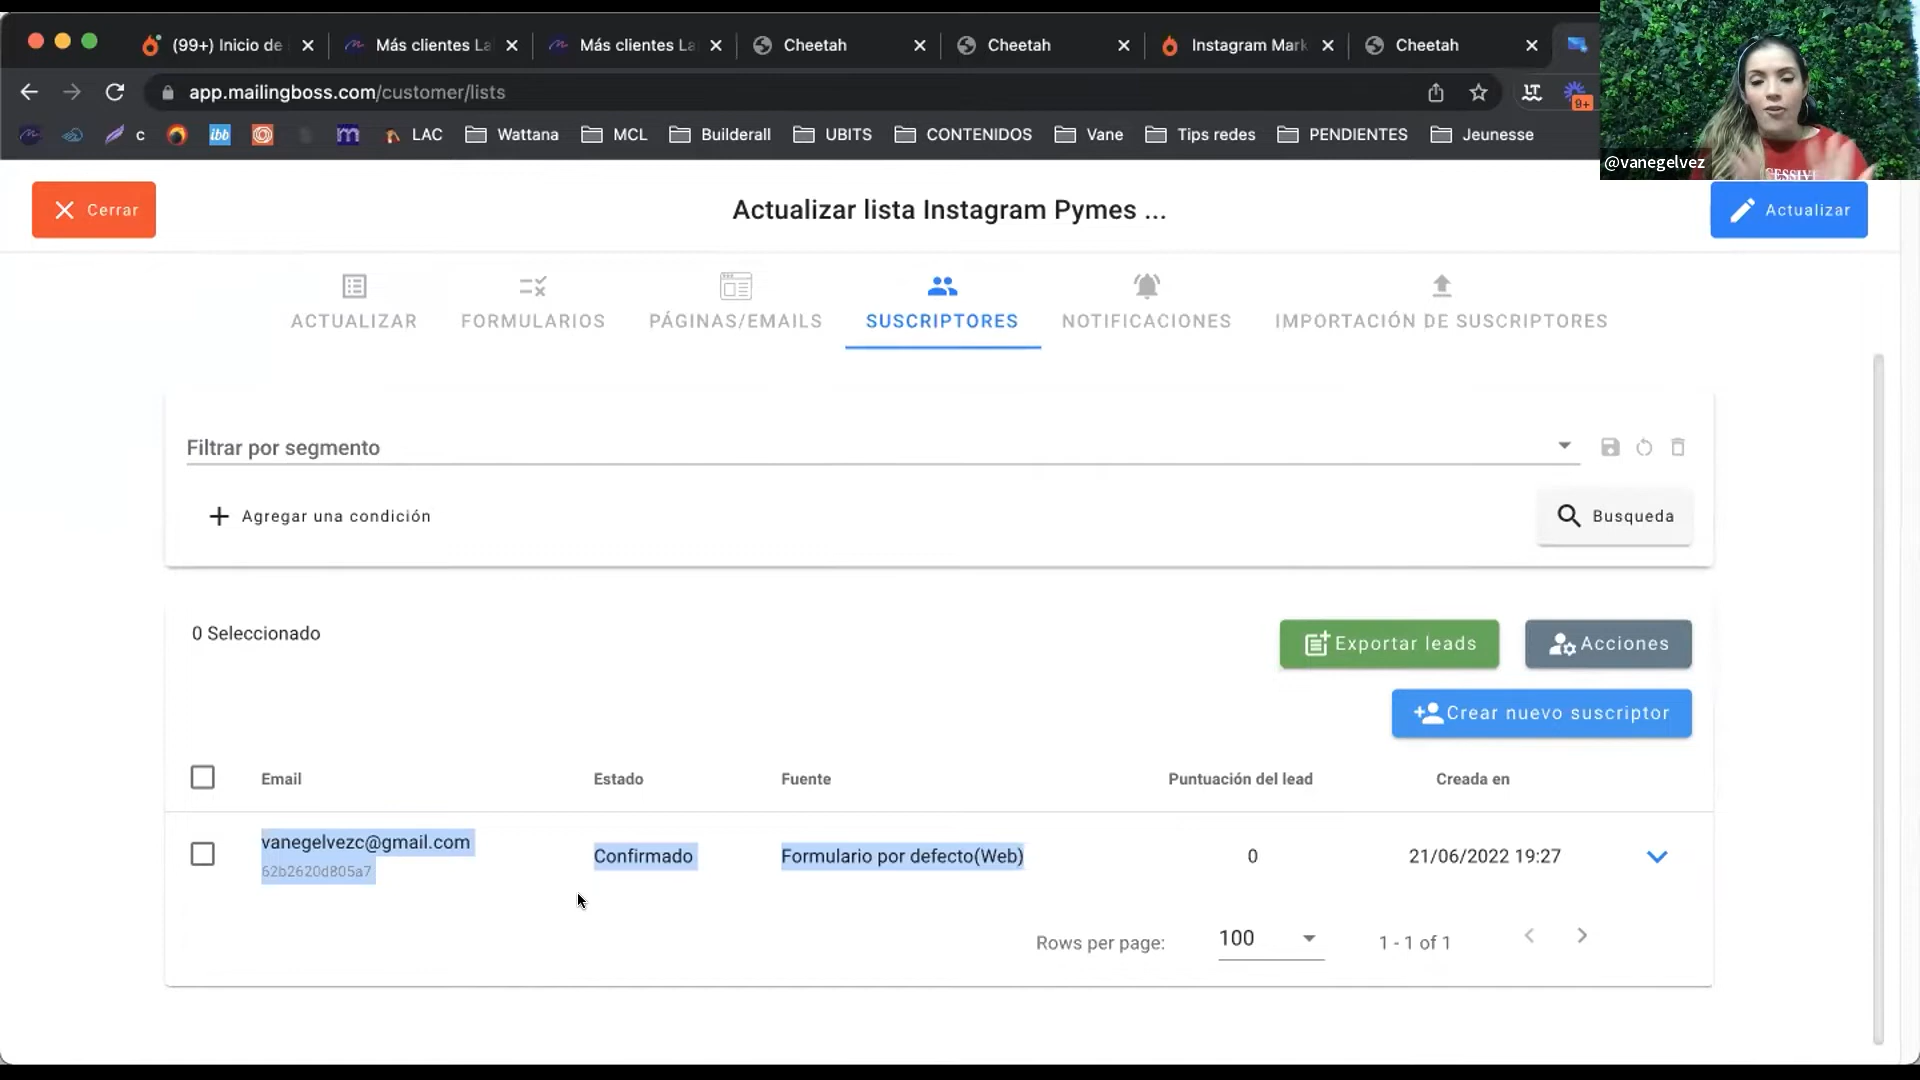 (99+) Inicio de
Más clientes La
Más clientes La
Cheetah
Cheetah
Instagram Mark
Cheetah
app.mailingboss.com/customer/lists
9+
c
ibb
LAC
Wattana
MCL
Builderall
UBITS
CONTENIDOS
Vane
Tips redes
PENDIENTES
Jeunesse
@vanegelvez
Cerrar
Actualizar lista Instagram Pymes ...
Actualizar
ACTUALIZAR
FORMULARIOS
PÁGINAS/EMAILS
SUSCRIPTORES
NOTIFICACIONES
IMPORTACIÓN DE SUSCRIPTORES
Filtrar por segmento
Agregar una condición
Busqueda
0 Seleccionado
Exportar leads
Acciones
Crear nuevo suscriptor
Email
Estado
Fuente
Puntuación del lead
Creada en
vanegelvezc@gmail.com
62b2620d805a7
Confirmado
Formulario por defecto(Web)
0
21/06/2022 19:27
Rows per page:
100
1 - 1 of 1